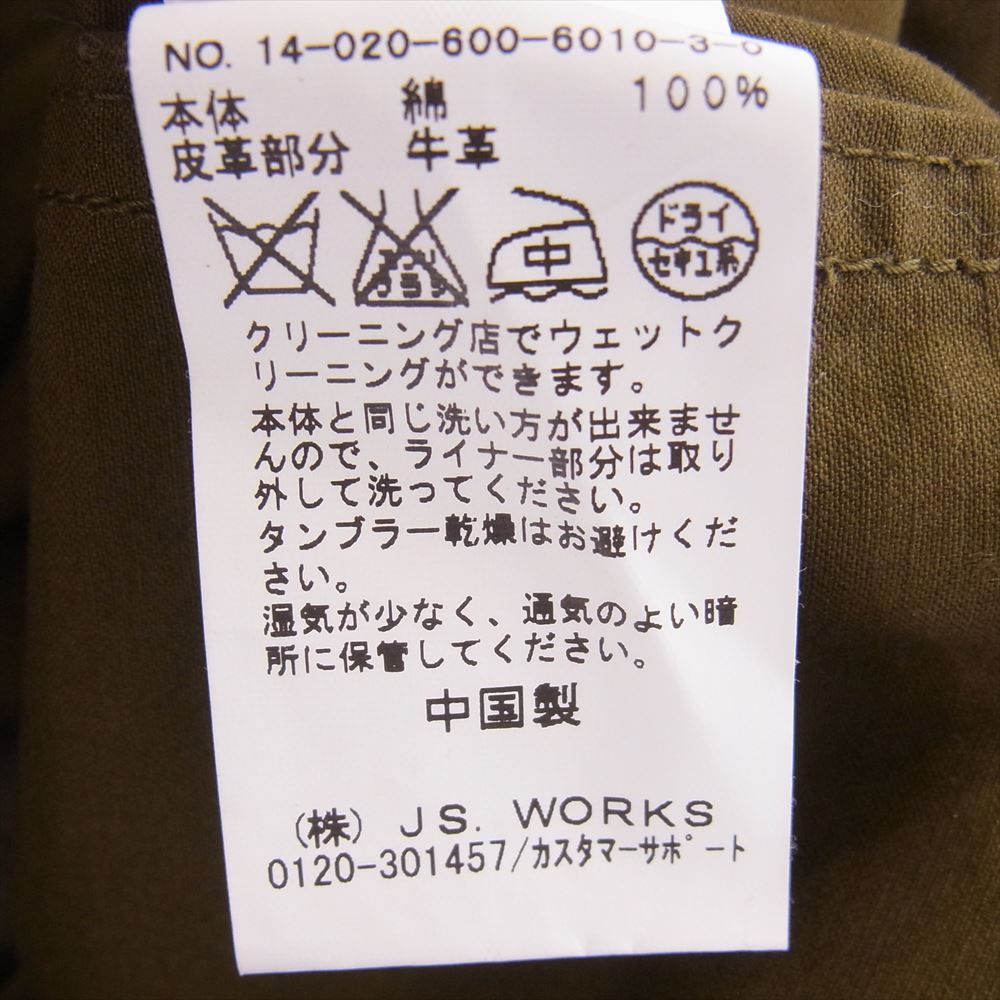 NO. 14-020-600-6010-3-0
本体 綿 100%
皮革部分 牛革
中
ドライ
セキユ系
クリーニング店でウェットク
リーニングができます。
本体と同じ洗い方が出来ませ
んので、ライナー部分は取り
外して洗ってください。
タンブラー乾燥はお避けくだ
さい。
湿気が少なく、通気のよい暗
所に保管してください。
中国製
(株) JS. WORKS
0120-301457/カスタマーサポート